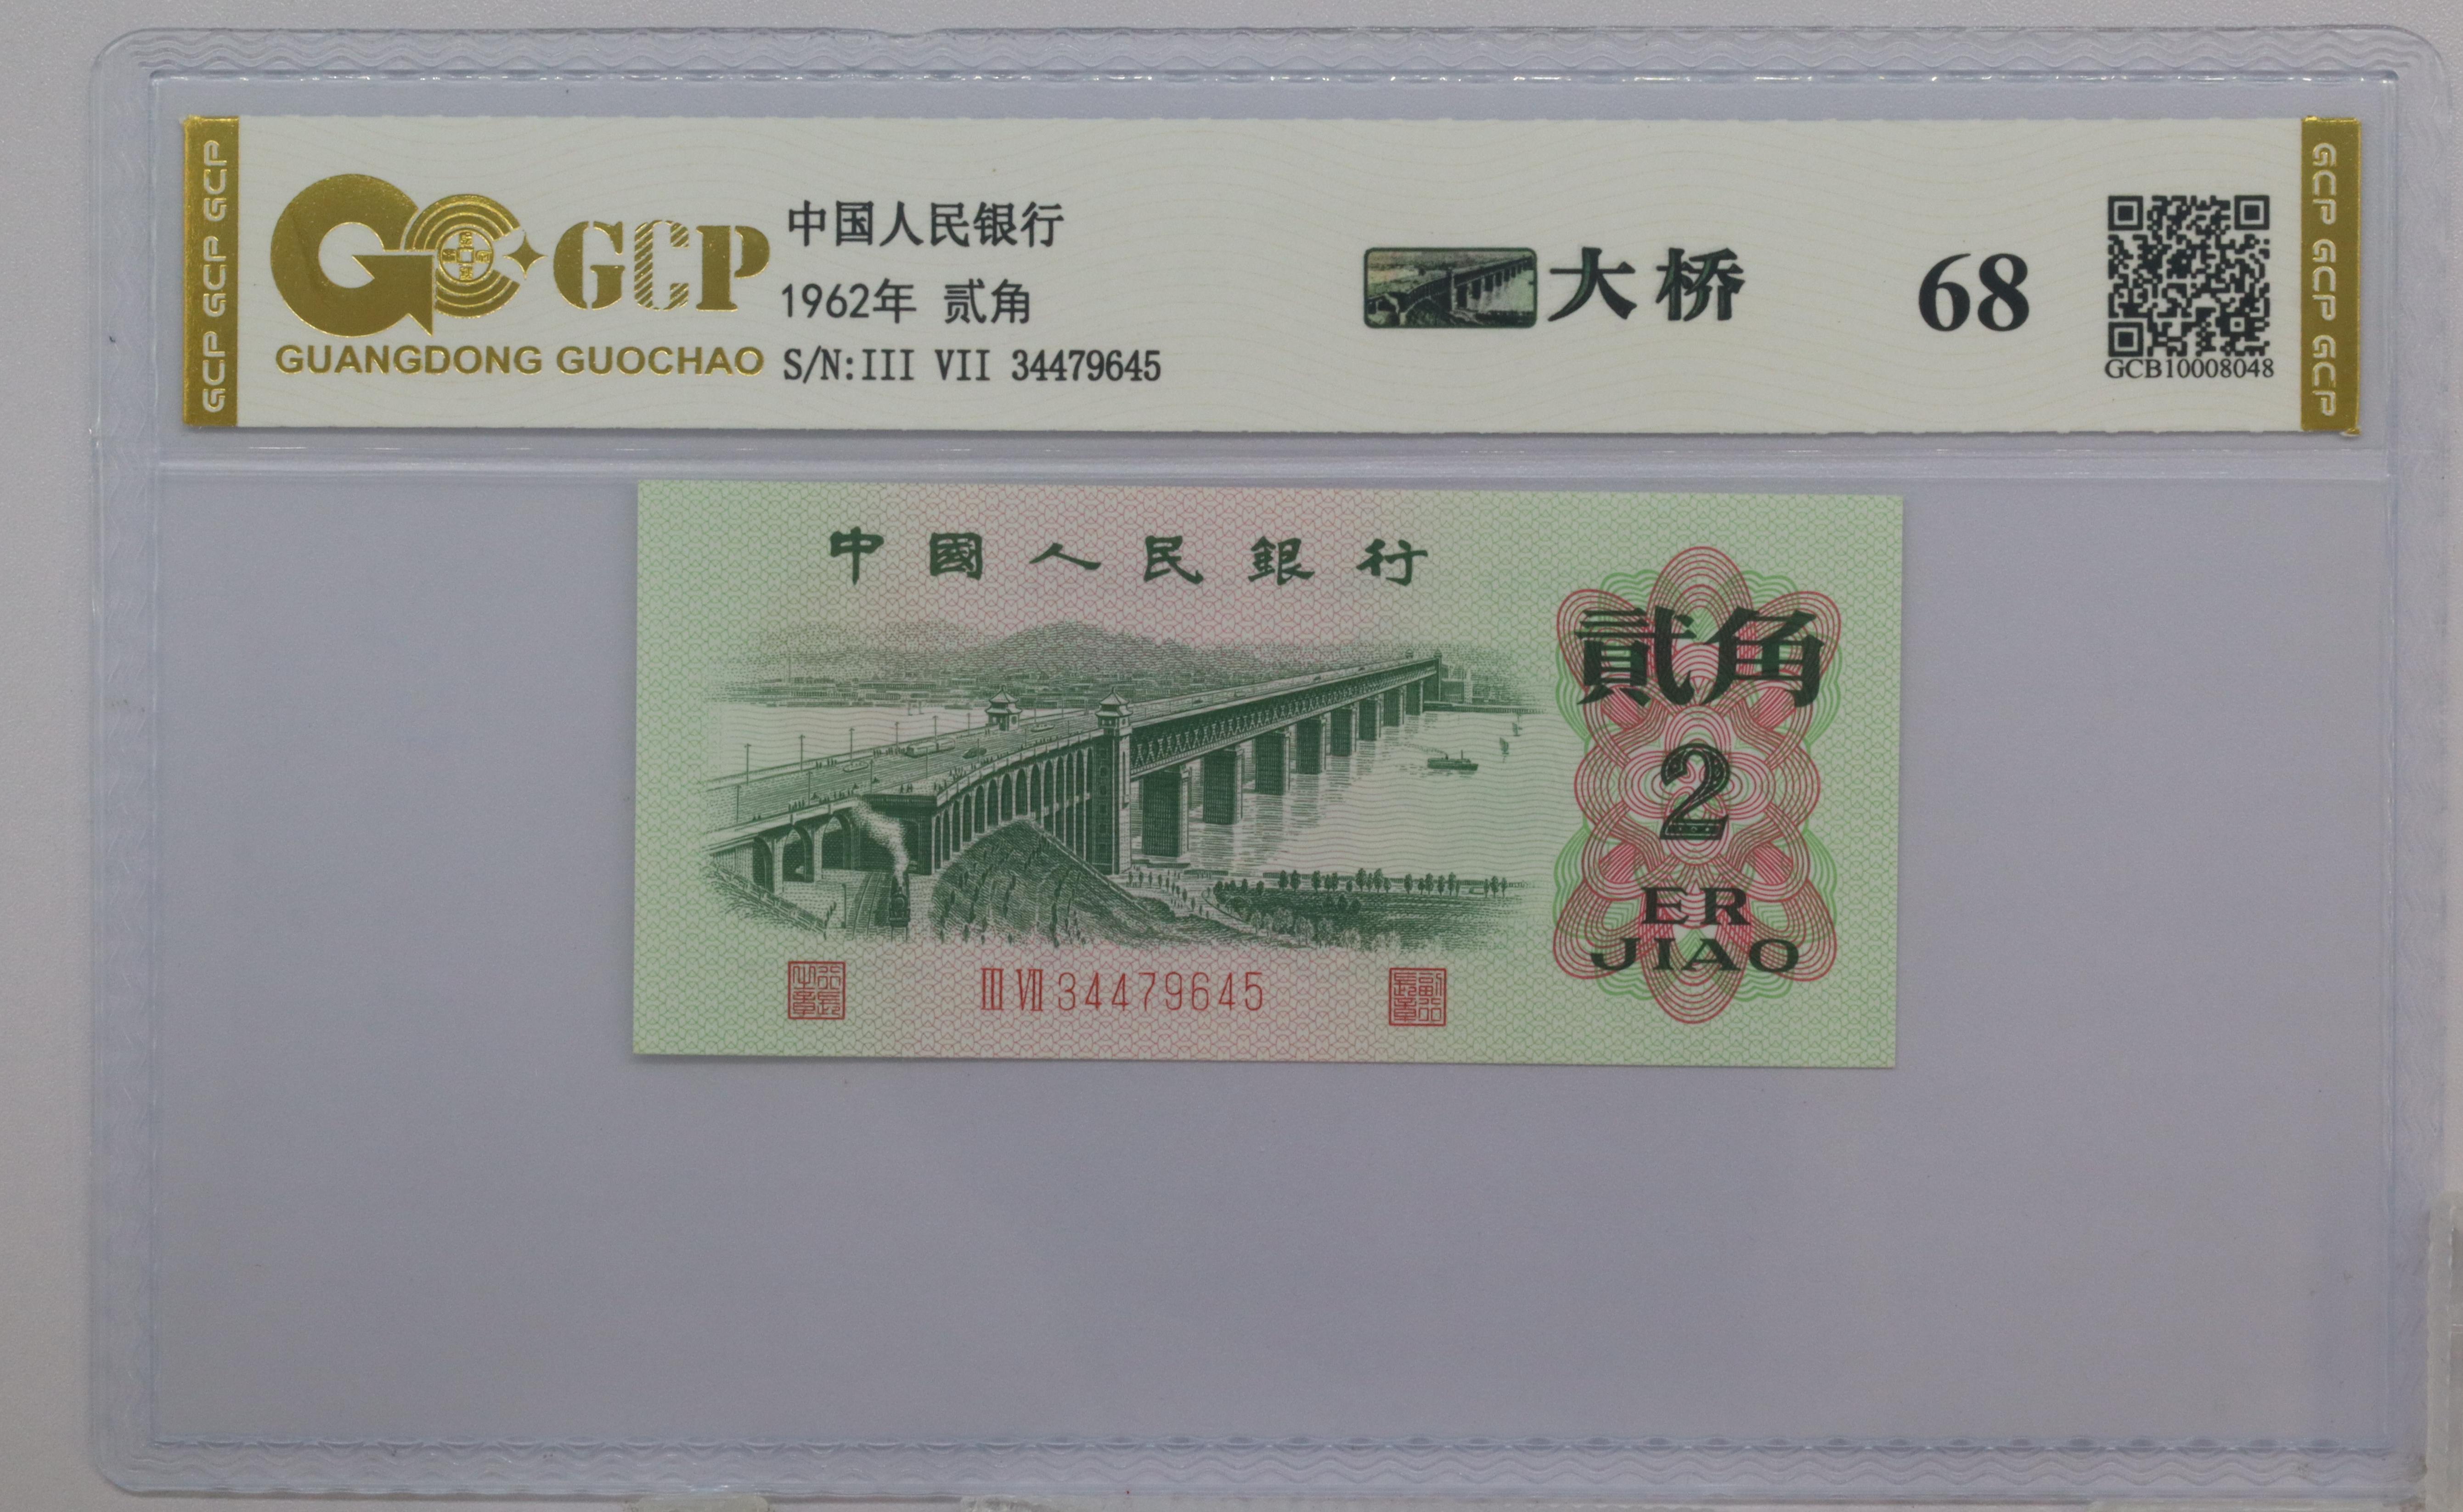 GCP GCP GCP
GCP
GUANGDONG GUOCHAO
中国人民银行
1962年 贰角
S/N:III VII 34479645
大桥
68
GCB10008048
GCP GCP GCP
中國人民銀行
貳角
2
ER
JIAO
III VII 34479645